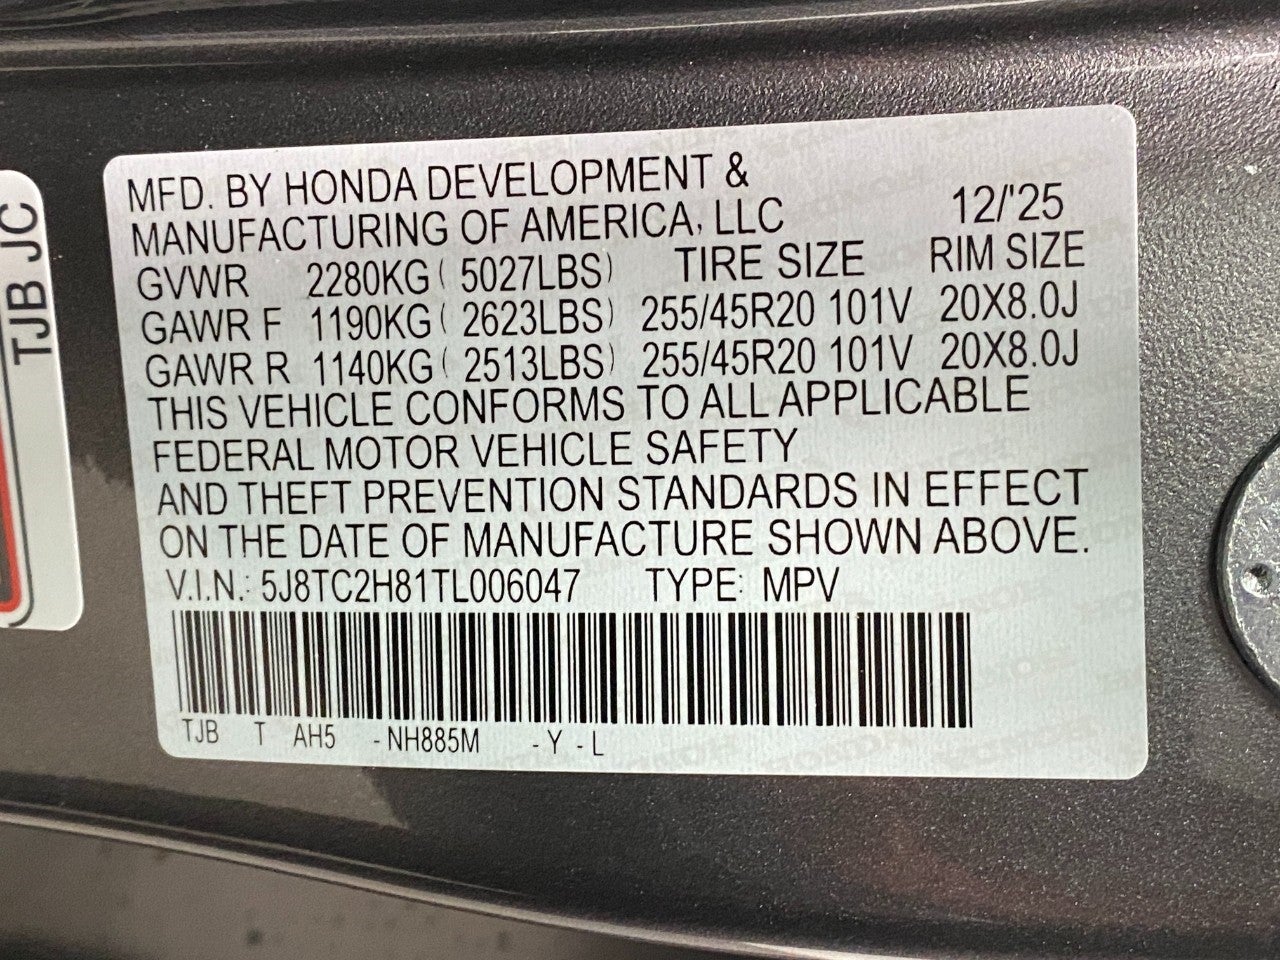 MFD. BY HONDA DEVELOPMENT &
MANUFACTURING OF AMERICA, LLC 12/'25
GVWR 2280KG ( 5027LBS) TIRE SIZE RIM SIZE
GAWR F 1190KG ( 2623LBS) 255/45R20 101V 20X8.0J
GAWR R 1140KG ( 2513LBS) 255/45R20 101V 20X8.0J
THIS VEHICLE CONFORMS TO ALL APPLICABLE
FEDERAL MOTOR VEHICLE SAFETY
AND THEFT PREVENTION STANDARDS IN EFFECT
ON THE DATE OF MANUFACTURE SHOWN ABOVE.
V.I.N.: 5J8TC2H81TL006047 TYPE: MPV
TJB T AH5 - NH885M - Y - L
TJB JC